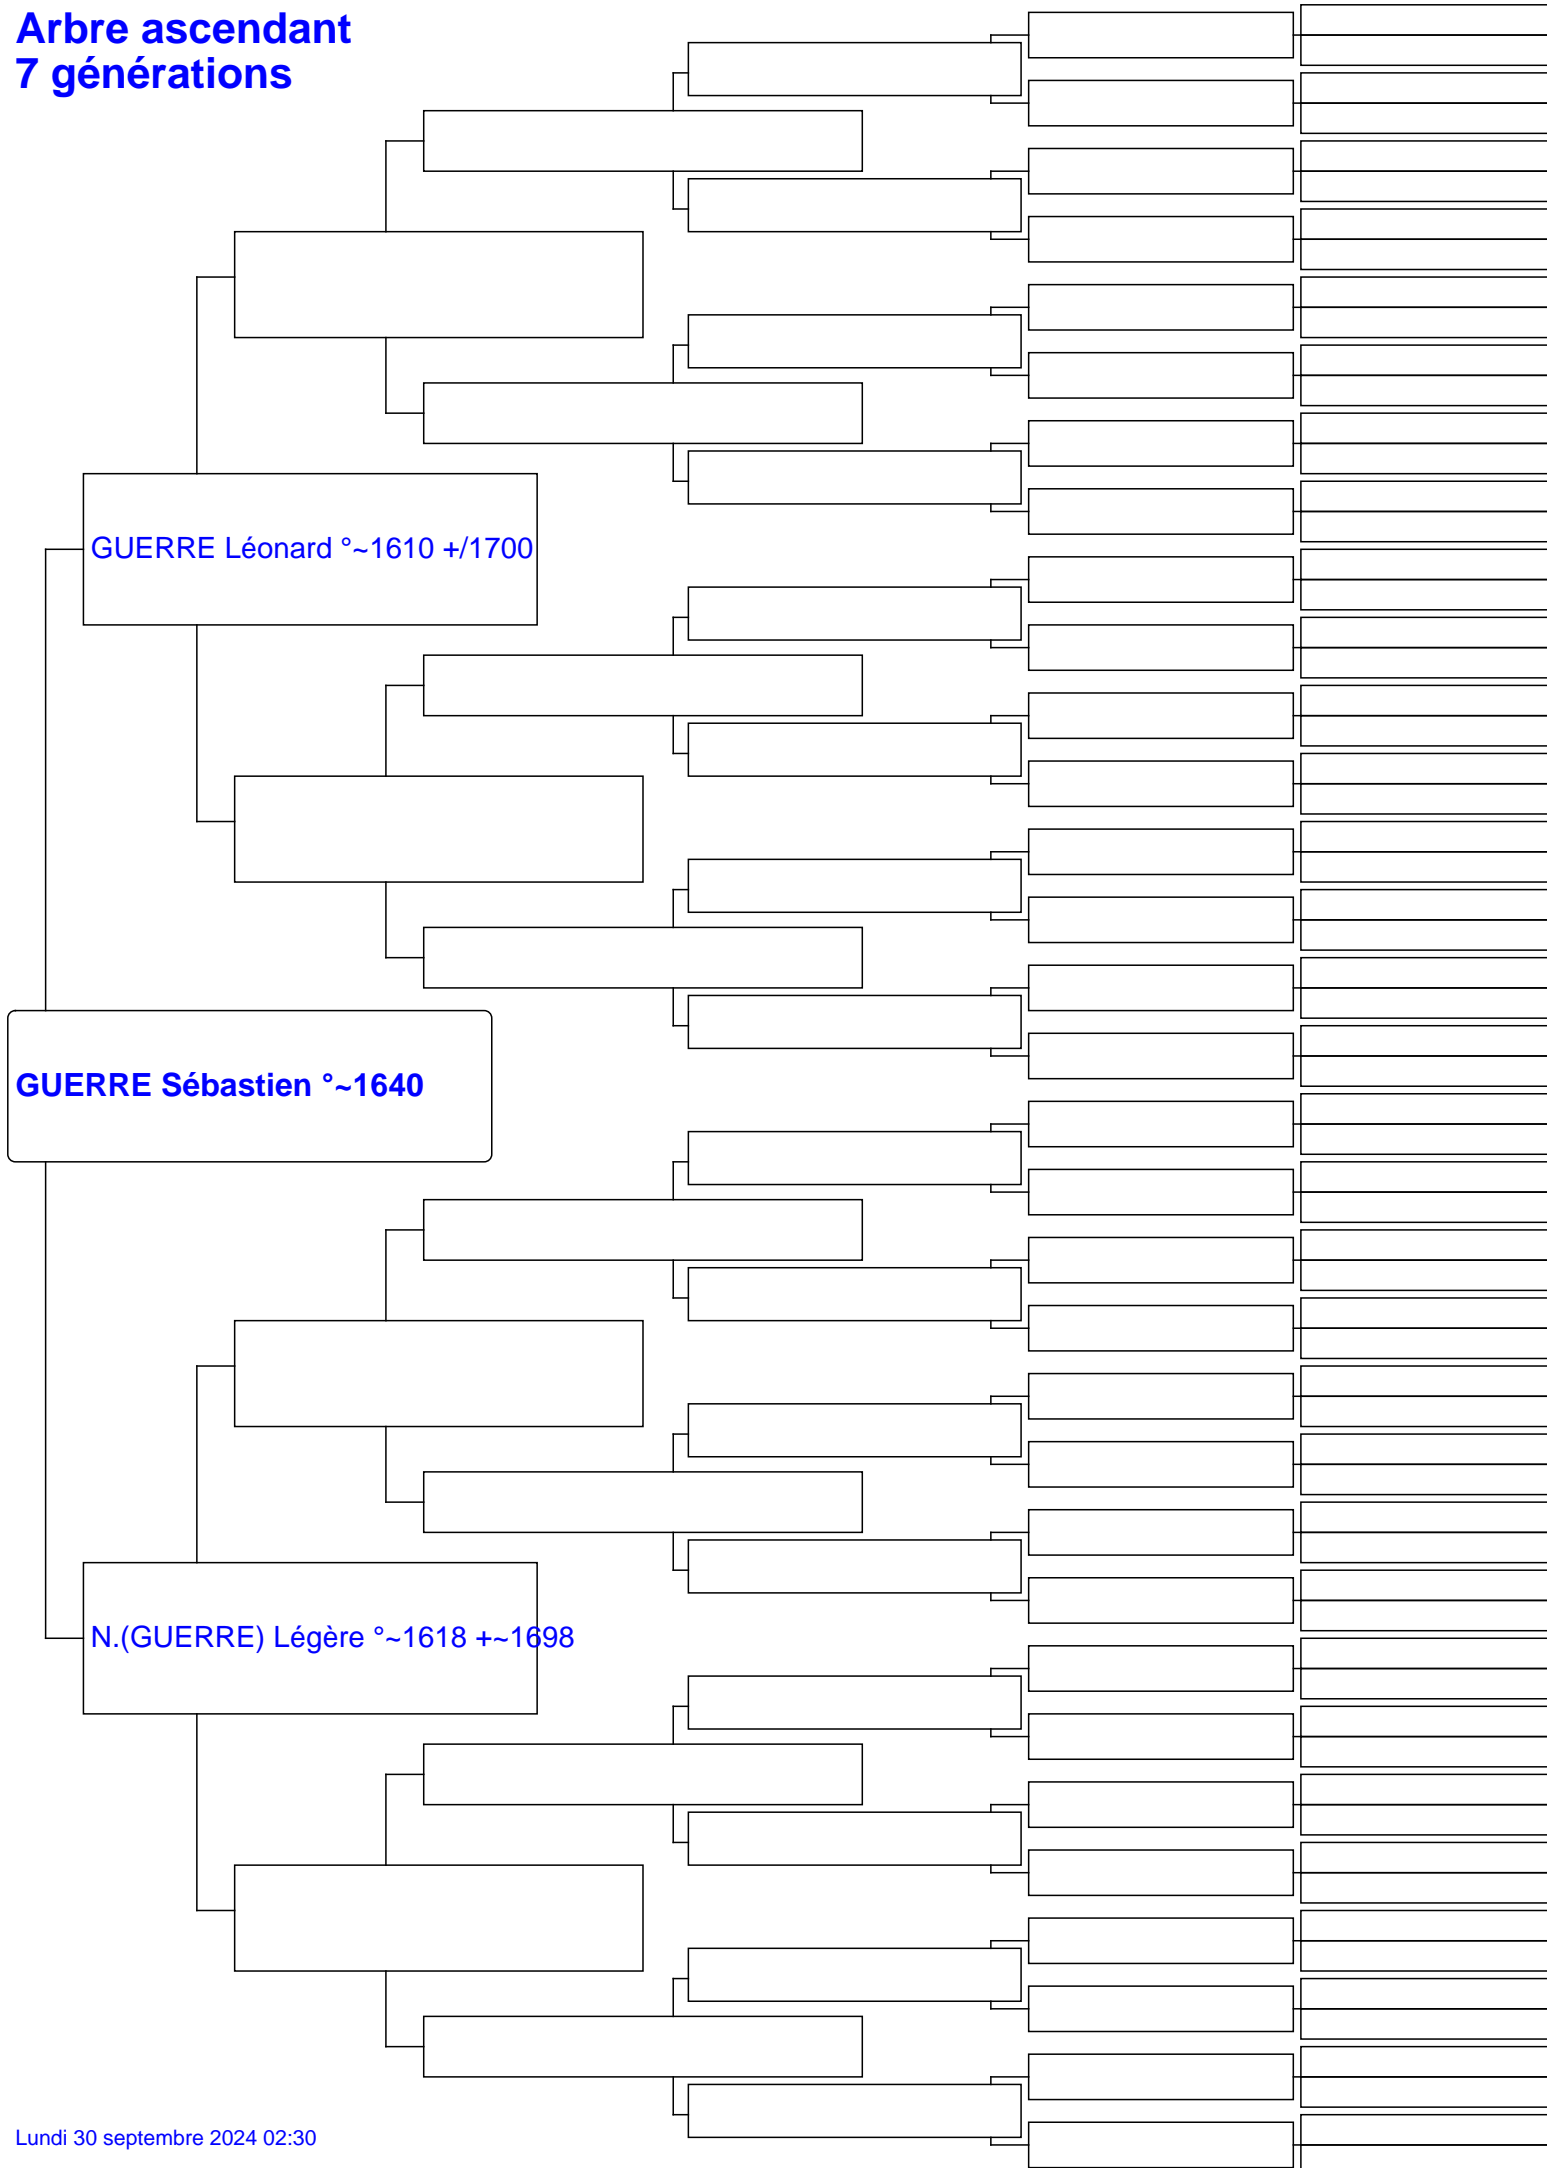 Arbre ascendant
7 générations
GUERRE Léonard °~1610 +/1700
GUERRE Sébastien °~1640
N.(GUERRE) Légère °~1618 +~1698
Lundi 30 septembre 2024 02:30